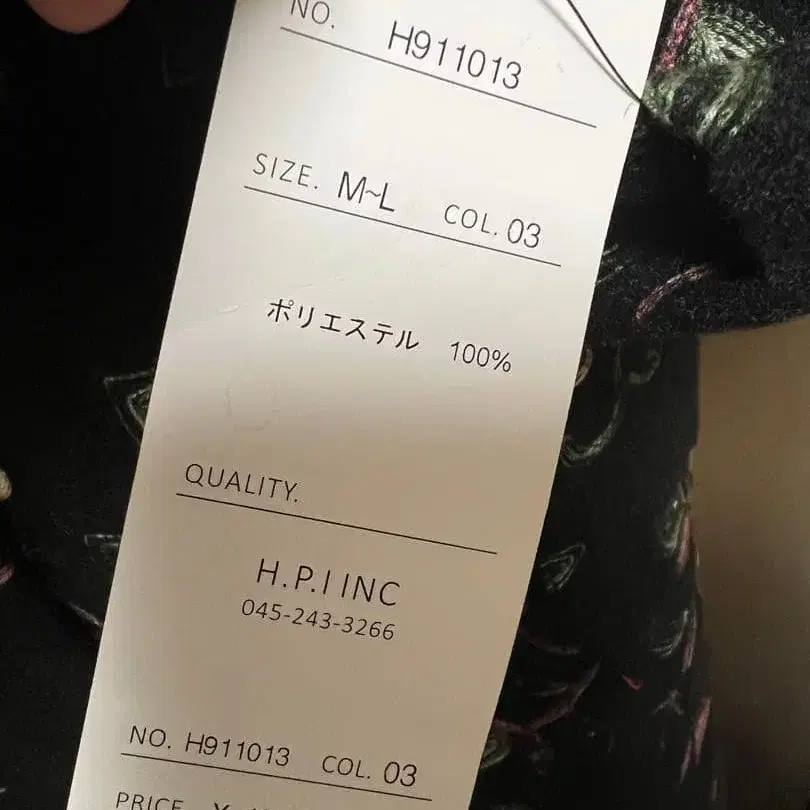 NO. H911013
SIZE. M~L COL. 03
ポリエステル 100%
QUALITY.
H.P.I INC
045-243-3266
NO. H911013 COL. 03
PRICE